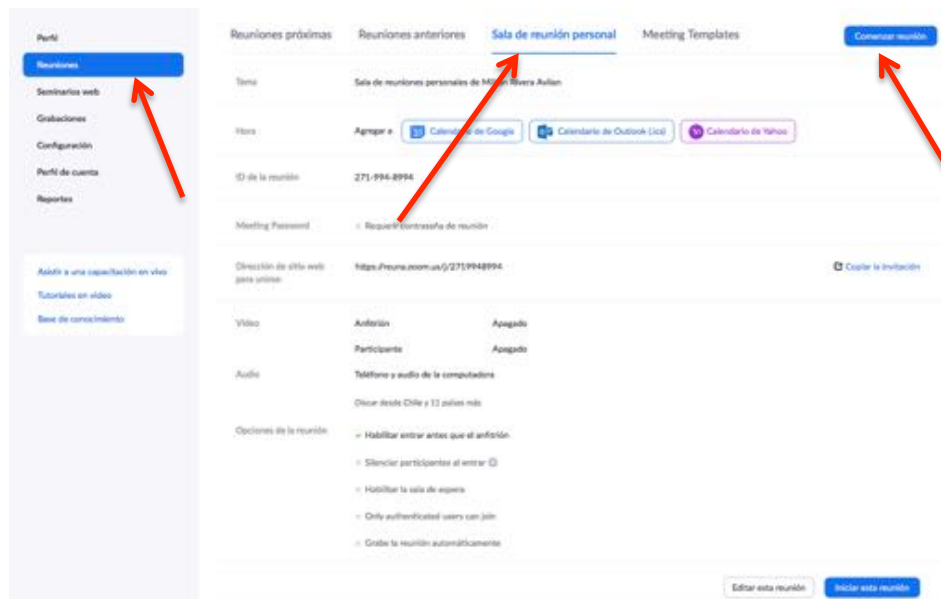 Perfil
Reuniones
Seminarios web
Grabaciones
Configuración
Perfil de cuenta
Reportes
Asistir a una capacitación en vivo
Tutoriales en vídeo
Base de conocimiento
Reuniones próximas Reuniones anteriores Sala de reunión personal Meeting Templates Comenzar reunión
Tema Sala de reuniones personales de Rivera
Hora Agregar a Calendario de Google Calendario de Outlook (.ics) Calendario de Yahoo
ID de la reunión 271-994-8994
Meeting Password Requerir contraseña de reunión
Dirección de sitio web para unirse: https://reuna.zoom.us/j/2719948994 Copiar la invitación
Vídeo Anfitrión Apagado
Participante Apagado
Audio Teléfono y audio de la computadora
Discar desde Chile y 11 países más
Opciones de la reunión Habilitar entrar antes que el anfitrión
Silenciar participantes al entrar
Habilitar la sala de espera
Only authenticated users can join
Grabe la reunión automáticamente
Editar esta reunión Iniciar esta reunión